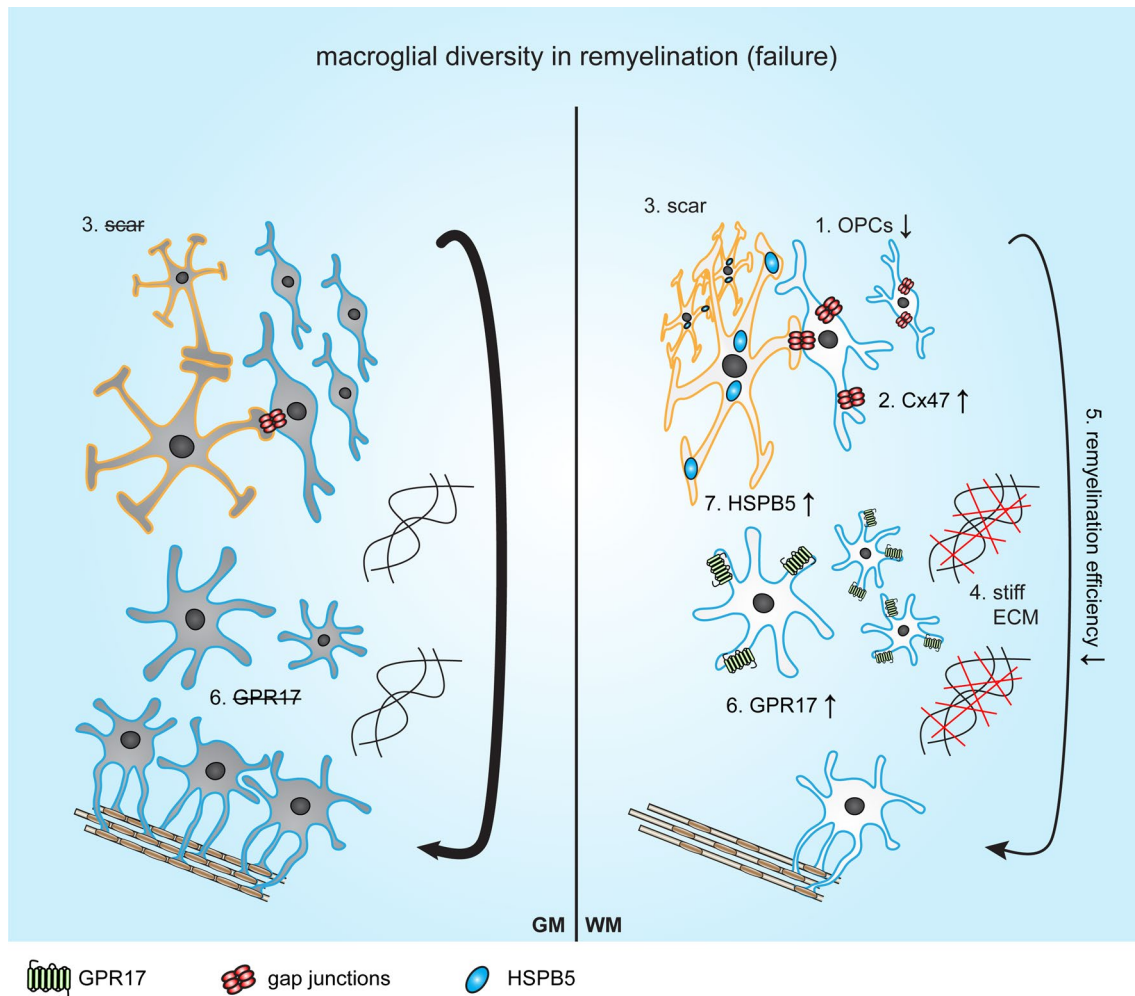 macroglial diversity in remyelination (failure)
3. scar
6. GPR17
3. scar
1. OPCs ↓
2. Cx47 ↑
7. HSPB5 ↑
4. stiff
ECM
5. remyelination efficiency ↓
6. GPR17 ↑
GM
WM
GPR17
gap junctions
HSPB5